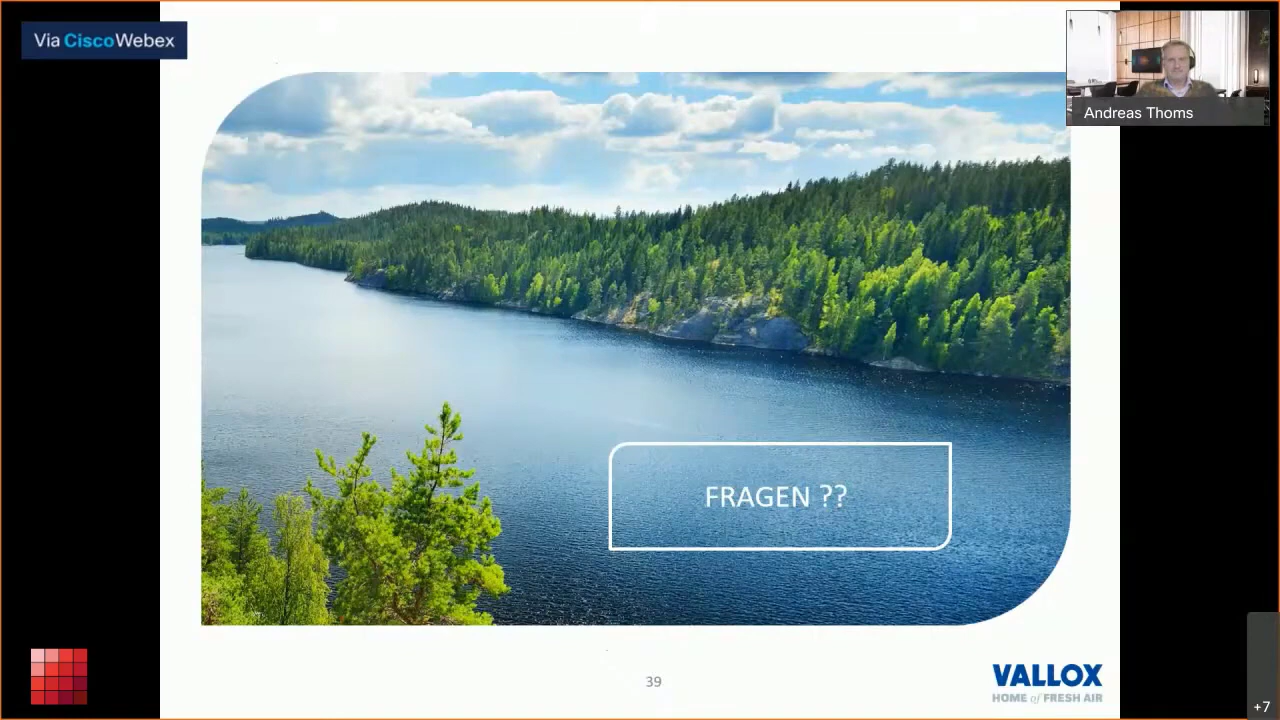 Via CiscoWebex
Andreas Thoms
FRAGEN ??
39
VALLOX
HOME of FRESH AIR
+7